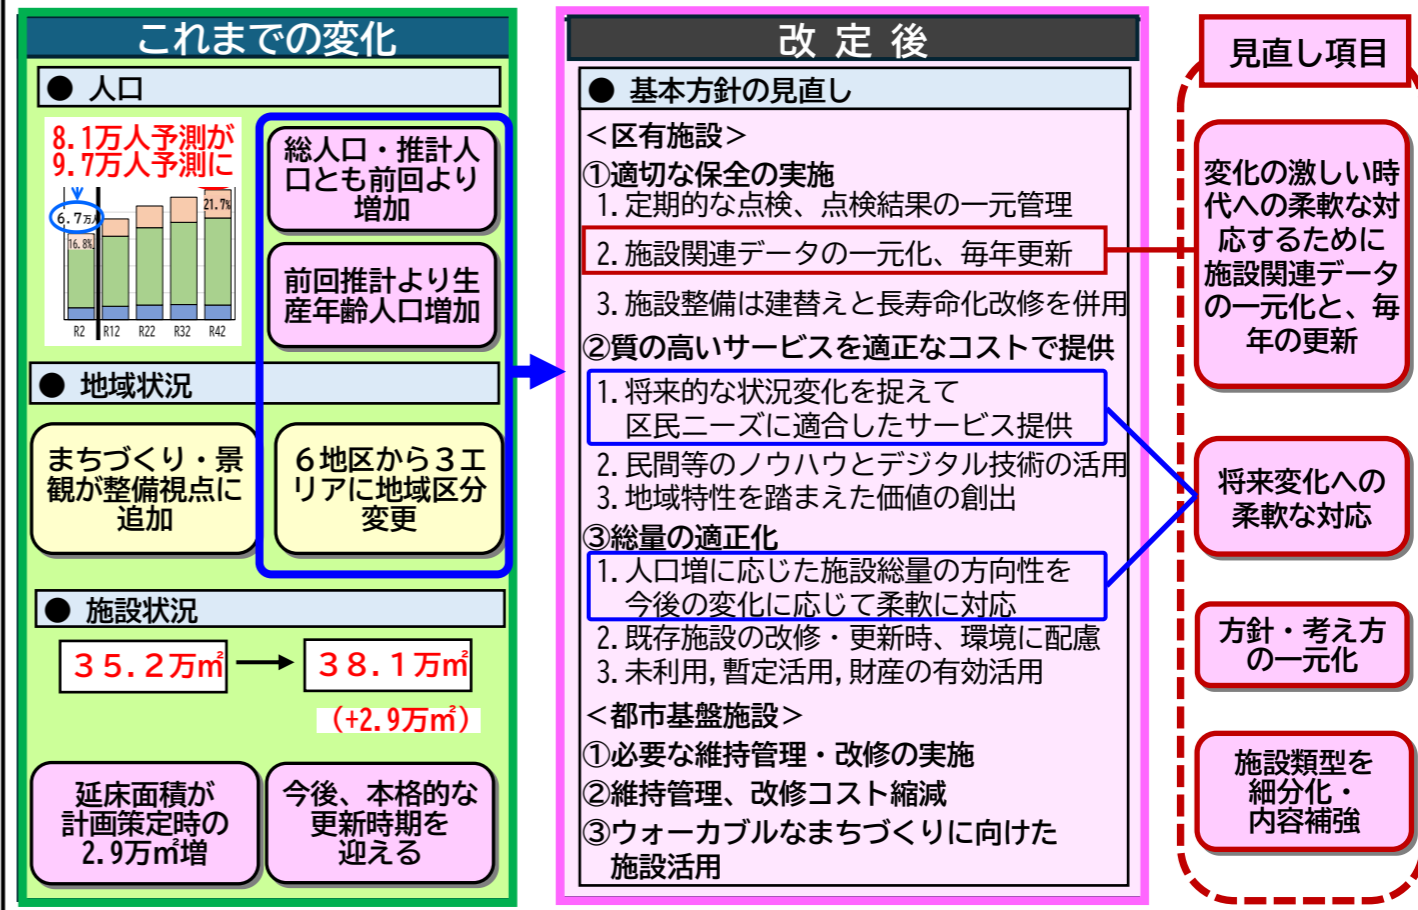 これまでの変化
● 人口
8.1万人予測が
9.7万人予測に
6.7万人
16.8%
21.7%
R2 R12 R22 R32 R42
総人口・推計人
口とも前回より
増加
前回推計より生
産年齢人口増加
● 地域状況
まちづくり・景
観が整備視点に
追加
６地区から３エ
リアに地域区分
変更
● 施設状況
３５.２万㎡
３８.１万㎡
（+2.9万㎡）
延床面積が
計画策定時の
2.9万㎡増
今後、本格的な
更新時期を
迎える
改 定 後
● 基本方針の見直し
＜区有施設＞
①適切な保全の実施
1.定期的な点検、点検結果の一元管理
2.施設関連データの一元化、毎年更新
3.施設整備は建替えと長寿命化改修を併用
②質の高いサービスを適正なコストで提供
1.将来的な状況変化を捉えて
区民ニーズに適合したサービス提供
2.民間等のノウハウとデジタル技術の活用
3.地域特性を踏まえた価値の創出
③総量の適正化
1.人口増に応じた施設総量の方向性を
今後の変化に応じて柔軟に対応
2.既存施設の改修・更新時、環境に配慮
3.未利用,暫定活用,財産の有効活用
＜都市基盤施設＞
①必要な維持管理・改修の実施
②維持管理、改修コスト縮減
③ウォーカブルなまちづくりに向けた
施設活用
見直し項目
変化の激しい時
代への柔軟な対
応するために
施設関連データ
の一元化と、毎
年の更新
将来変化への
柔軟な対応
方針・考え方
の一元化
施設類型を
細分化・
内容補強